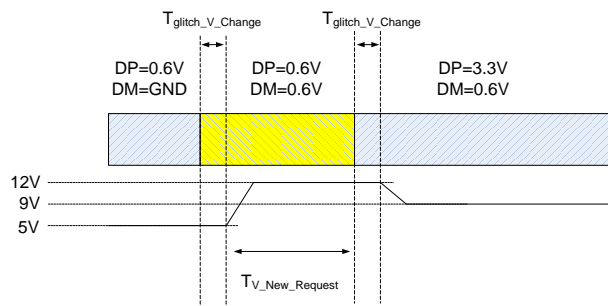 Tglitch_V_Change
Tglitch_V_Change
DP=0.6V
DM=GND
DP=0.6V
DM=0.6V
DP=3.3V
DM=0.6V
12V
9V
5V
TV_New_Request